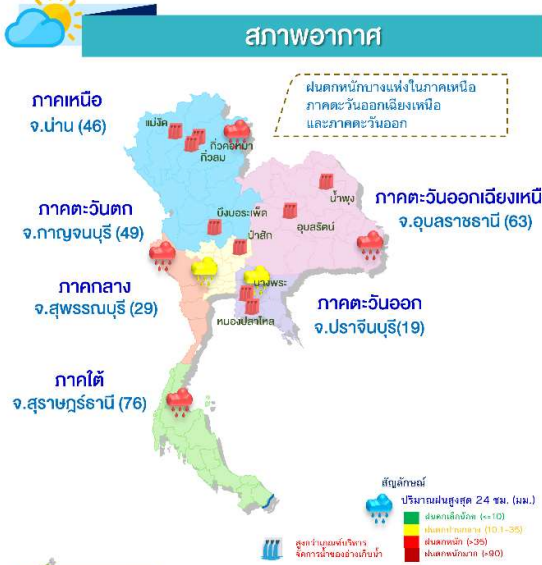 สภาพอากาศ
ฝนตกหนักบางแห่งในภาคเหนือ
ภาคตะวันออกเฉียงเหนือ
และภาคตะวันออก
ภาคเหนือ
จ.น่าน (46)
แม่งัด
กิ่วคอหมา
กิ่วลม
น้ำพุง
ภาคตะวันออกเฉียงเหนื
จ.อุบลราชธานี (63)
ภาคตะวันตก
จ.กาญจนบุรี (49)
บึงบอระเพ็ด
อุบลรัตน์
ป่าสัก
ภาคกลาง
จ.สุพรรณบุรี (29)
บางพระ
หนองปลาไหล
ภาคตะวันออก
จ.ปราจีนบุรี(19)
ภาคใต้
จ.สุราษฎร์ธานี (76)
สัญลักษณ์
ปริมาณฝนสูงสุด 24 ชม. (มม.)
ฝนตกเล็กน้อย (<=10)
ฝนตกปานกลาง (10.1-35)
ฝนตกหนัก (>35)
ฝนตกหนักมาก (>90)
สูงกว่าเกณฑ์บริหาร
จัดการน้ำของอ่างเก็บน้ำ